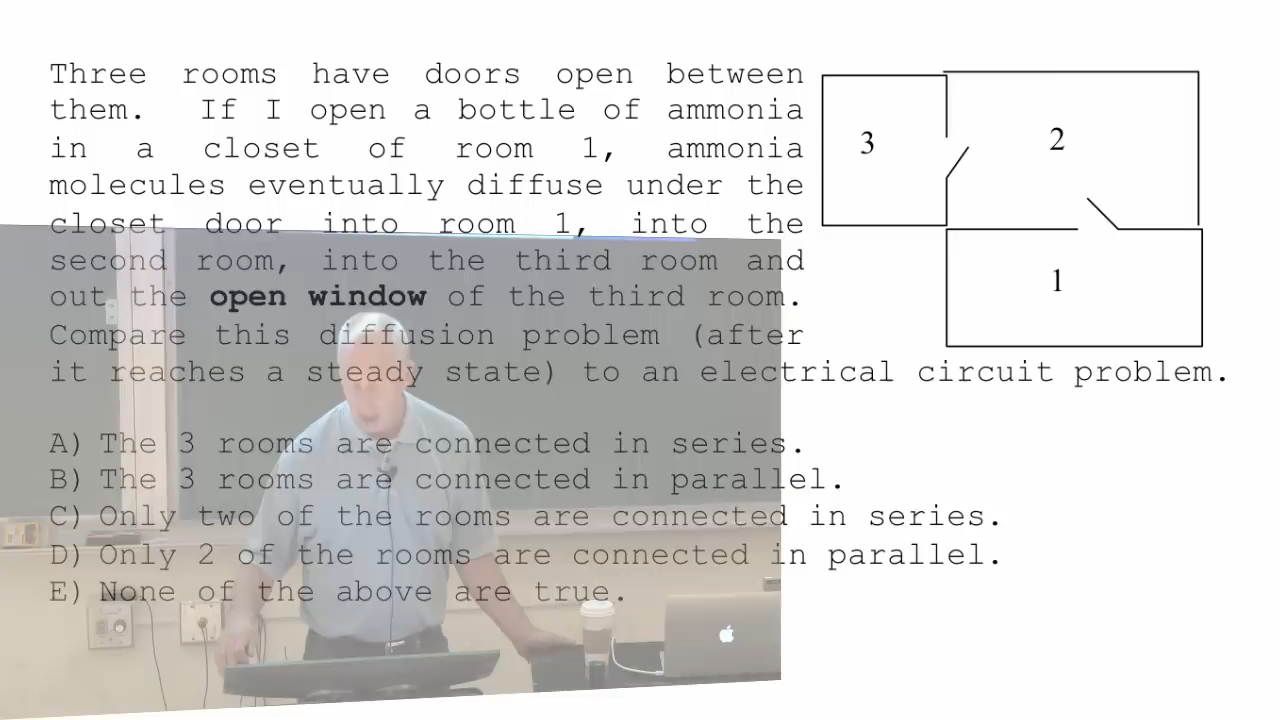 Three rooms have doors open between
them. If I open a bottle of ammonia
in a closet of room 1, ammonia
molecules eventually diffuse under the
closet door into room 1, into the
second room, into the third room and
out the open window of the third room.
Compare this diffusion problem (after
it reaches a steady state) to an electrical circuit problem.
A) The 3 rooms are connected in series.
B) The 3 rooms are connected in parallel.
C) Only two of the rooms are connected in series.
D) Only 2 of the rooms are connected in parallel.
E) None of the above are true.
3
2
1